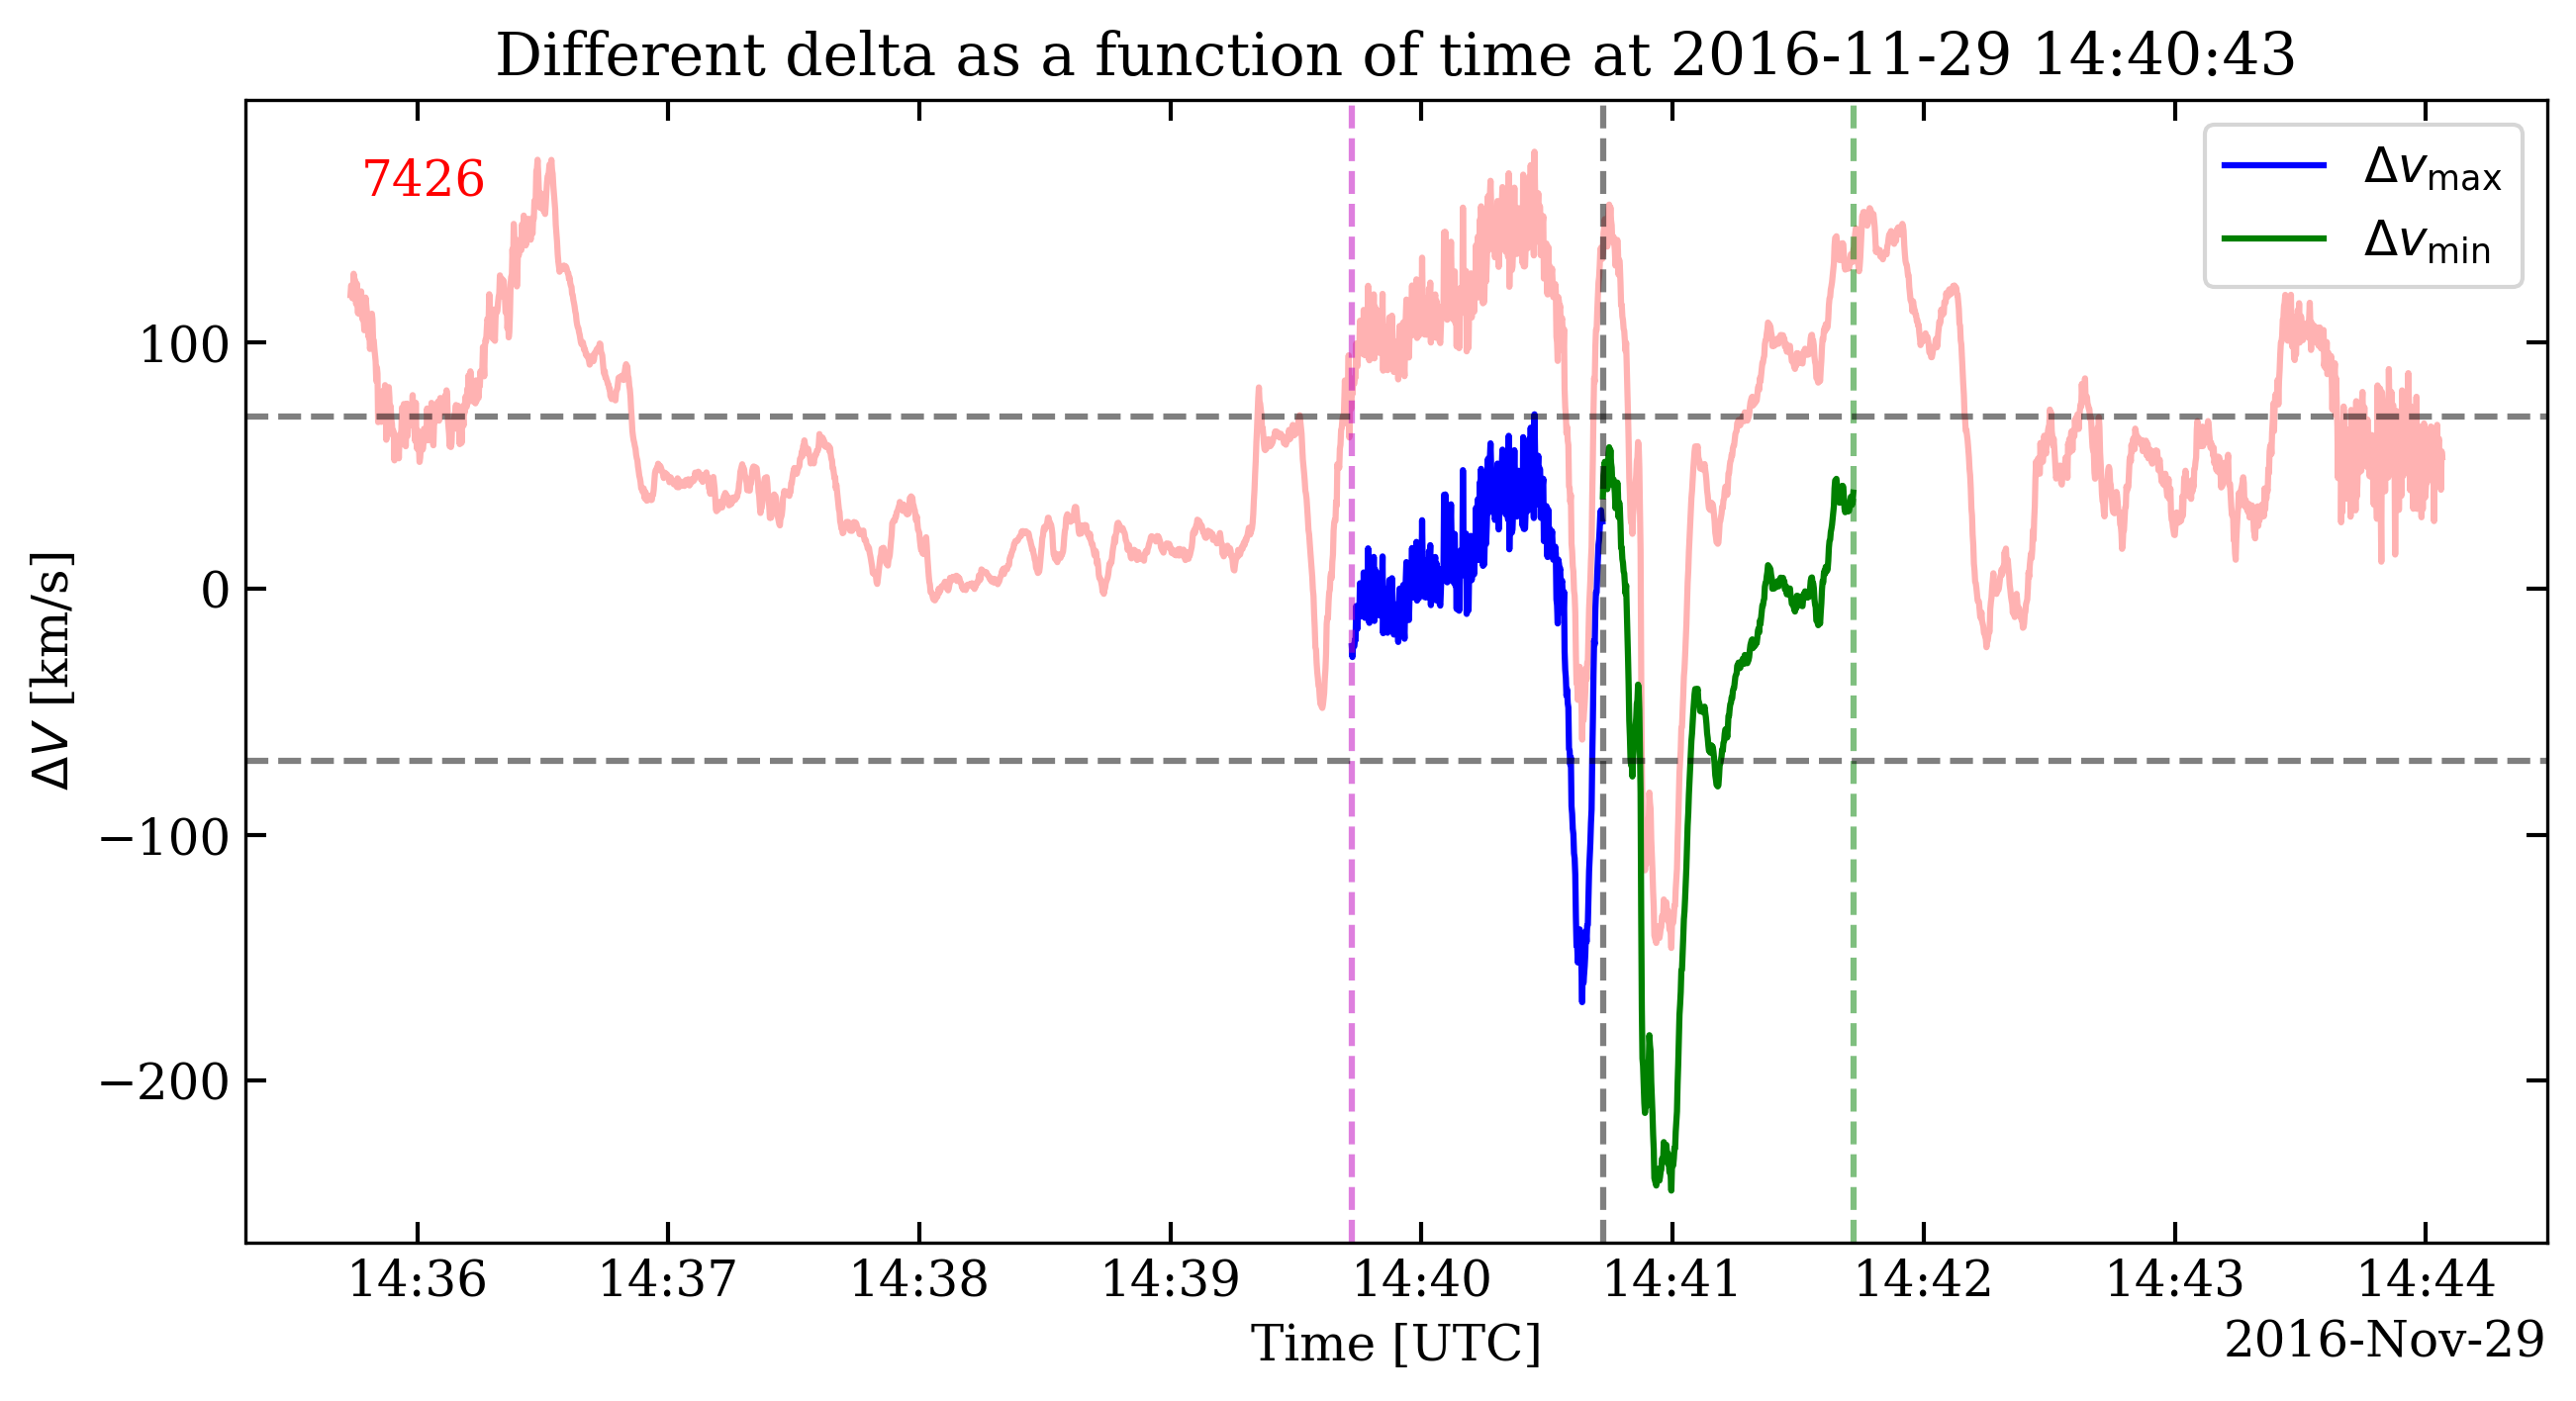 Different delta as a function of time at 2016-11-29 14:40:43
7426
Δv_max
Δv_min
100
0
−100
−200
ΔV [km/s]
14:36 14:37 14:38 14:39 14:40 14:41 14:42 14:43 14:44
Time [UTC]
2016-Nov-29